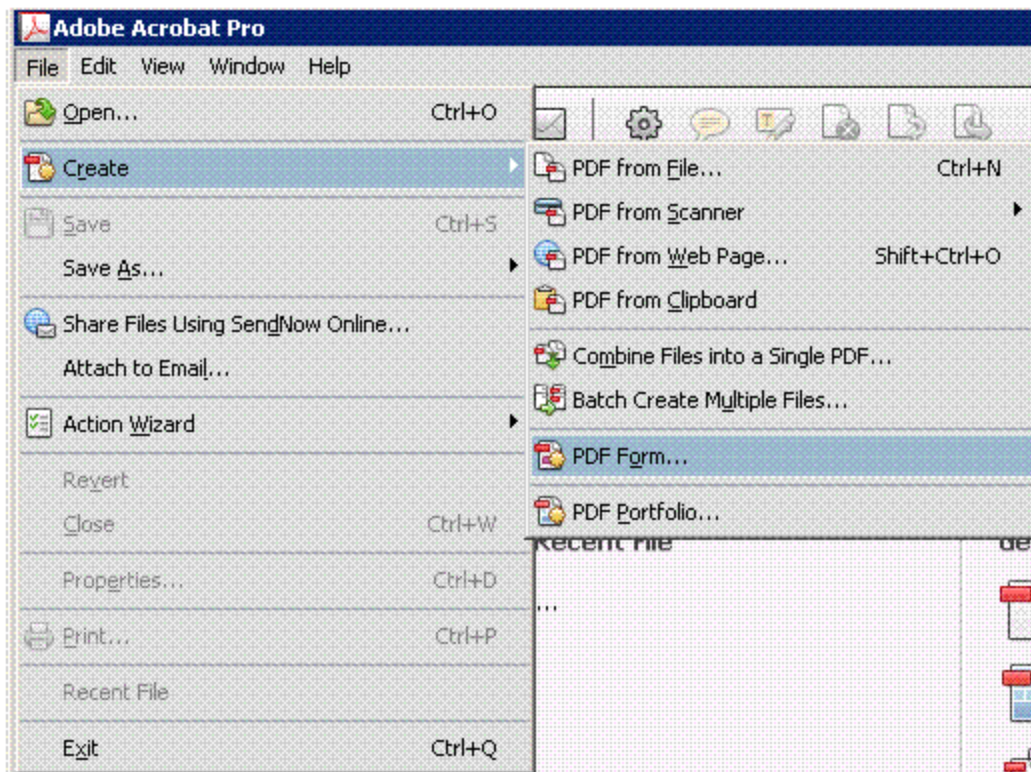 Adobe Acrobat Pro
File Edit View Window Help
Open... Ctrl+O
Create
Save Ctrl+S
Save As...
Share Files Using SendNow Online...
Attach to Email...
Action Wizard
Revert
Close Ctrl+W
Properties... Ctrl+D
Print... Ctrl+P
Recent File
Exit Ctrl+Q
PDF from File... Ctrl+N
PDF from Scanner
PDF from Web Page... Shift+Ctrl+O
PDF from Clipboard
Combine Files into a Single PDF...
Batch Create Multiple Files...
PDF Form...
PDF Portfolio...
Recent File
...